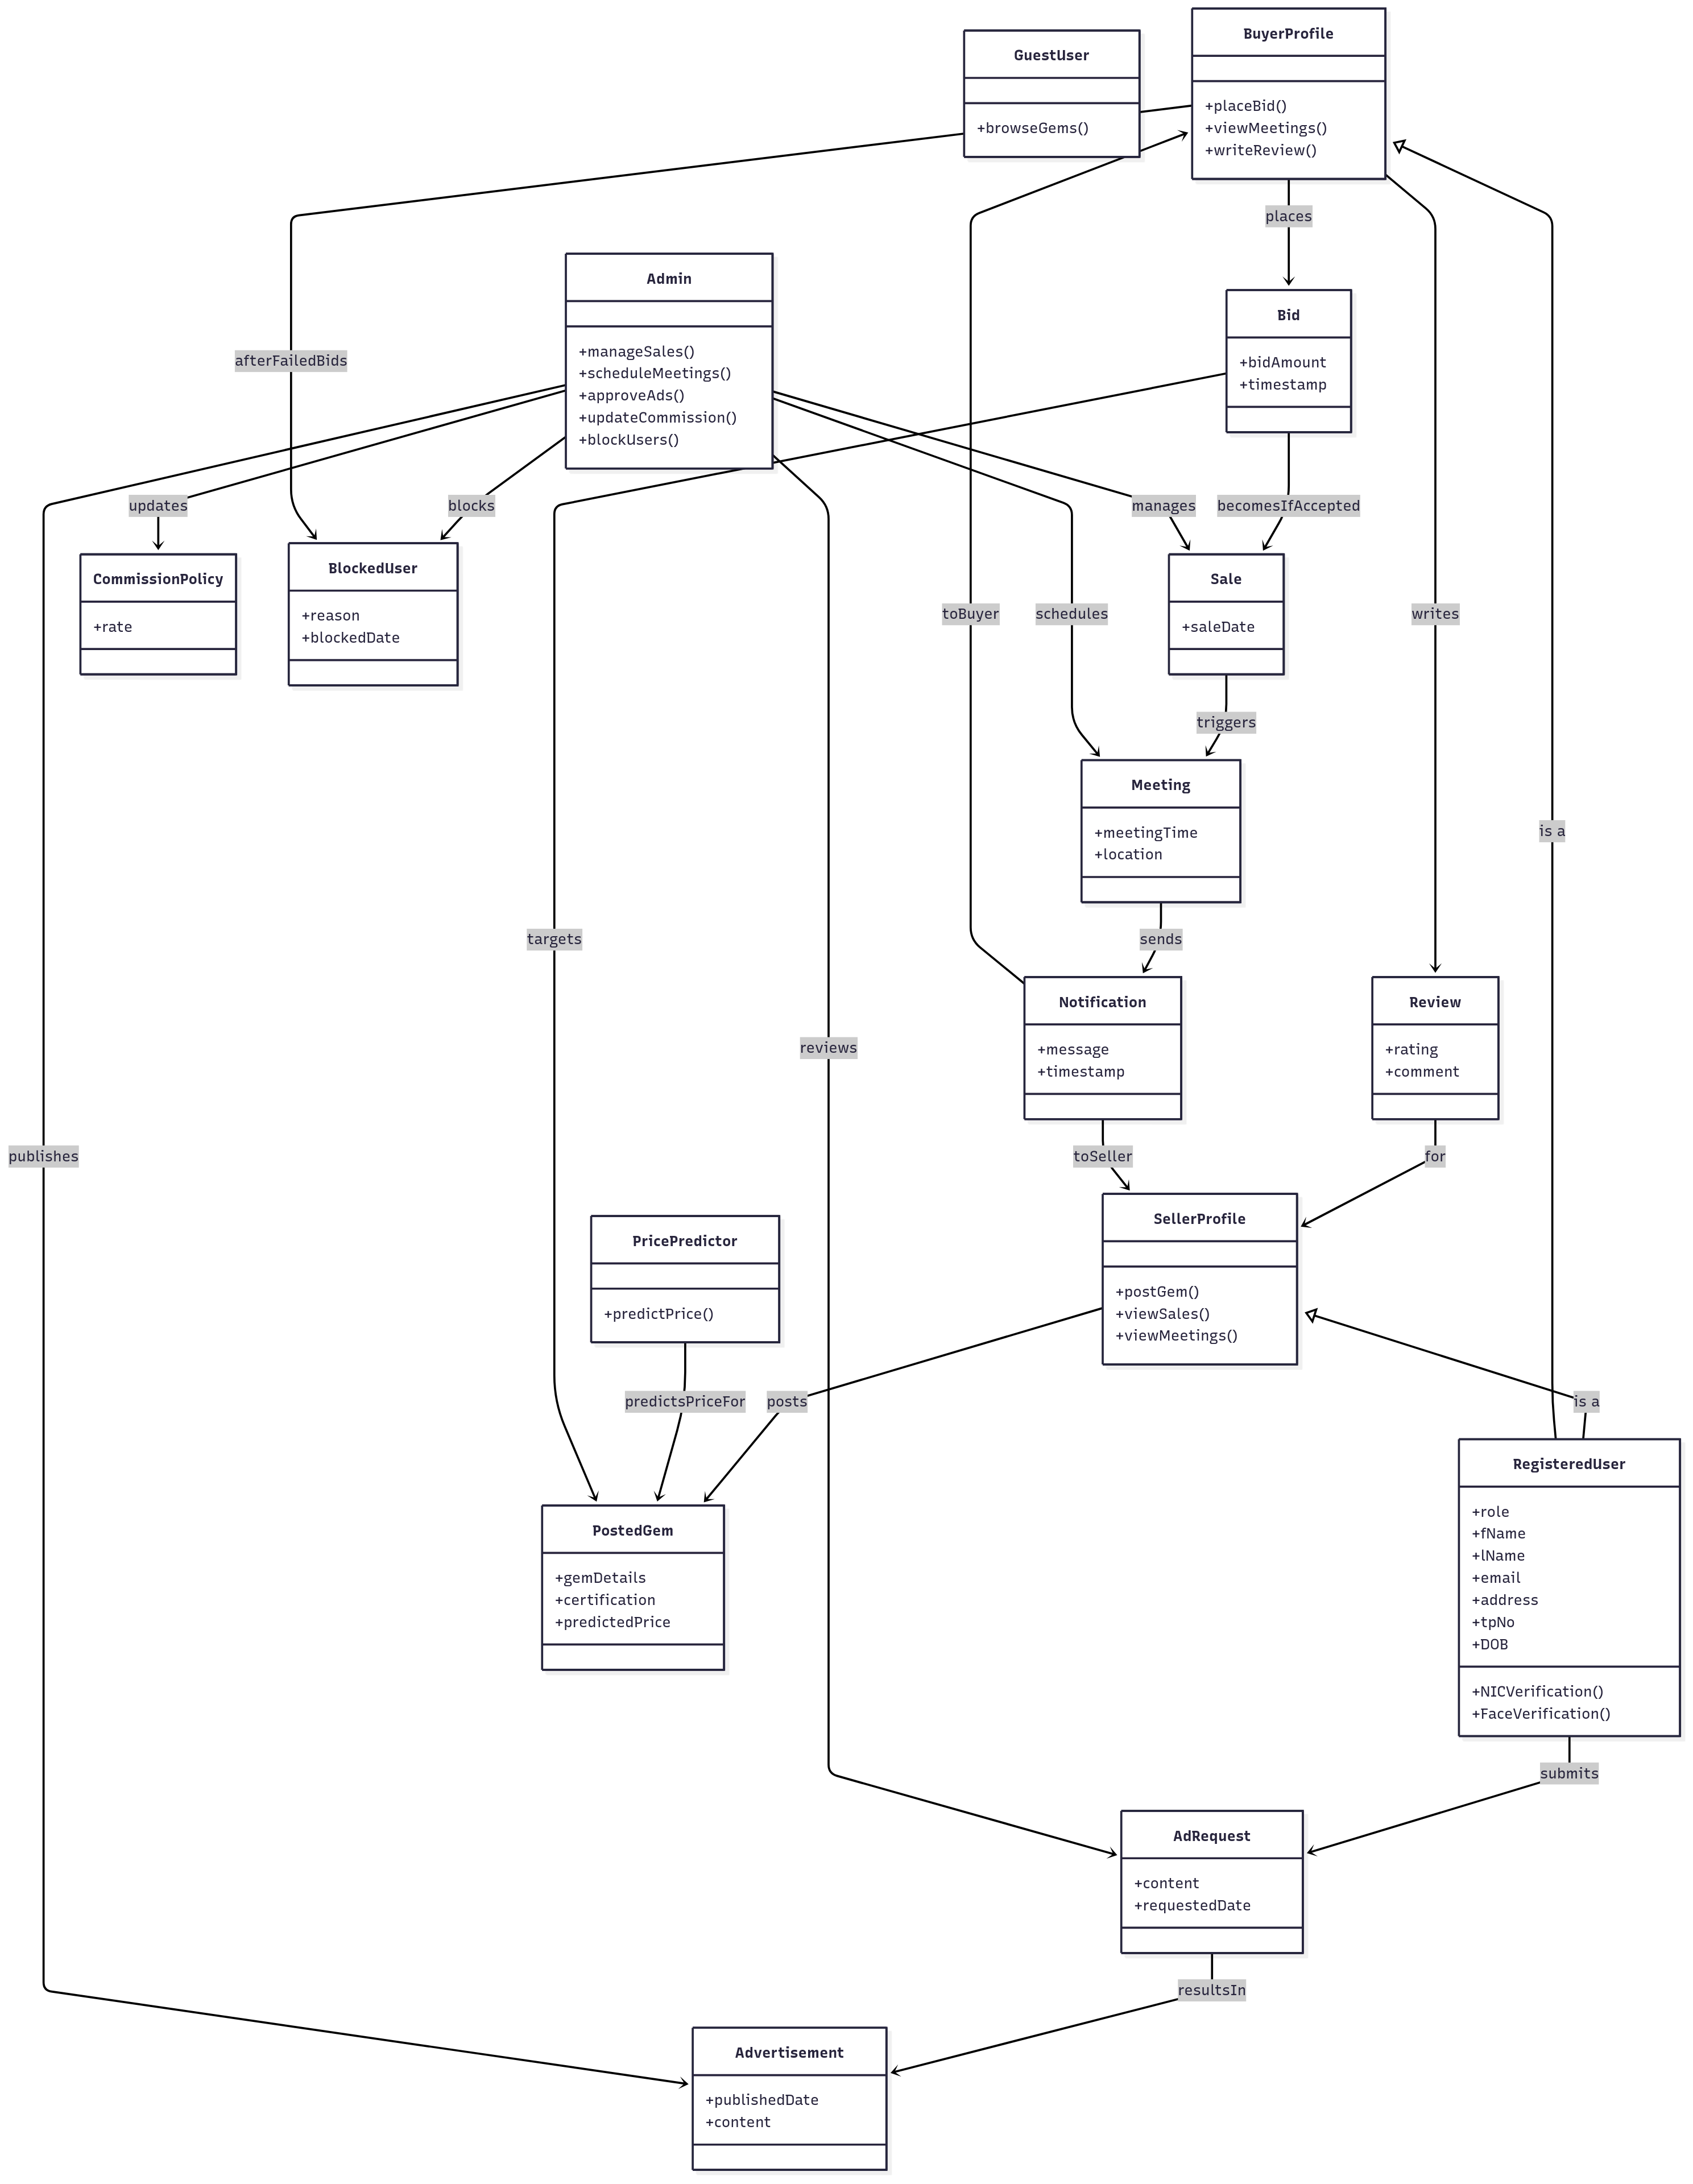 BuyerProfile
+placeBid()
+viewMeetings()
+writeReview()
GuestUser
+browseGems()
places
Admin
+manageSales()
+scheduleMeetings()
+approveAds()
+updateCommission()
+blockUsers()
Bid
+bidAmount
+timestamp
afterFailedBids
updates
blocks
manages
becomesIfAccepted
CommissionPolicy
+rate
BlockedUser
+reason
+blockedDate
Sale
+saleDate
toBuyer
schedules
writes
triggers
Meeting
+meetingTime
+location
is a
targets
sends
Notification
+message
+timestamp
Review
+rating
+comment
reviews
publishes
toSeller
for
SellerProfile
+postGem()
+viewSales()
+viewMeetings()
PricePredictor
+predictPrice()
predictsPriceFor
posts
is a
RegisteredUser
+role
+fName
+lName
+email
+address
+tpNo
+DOB
+NICVerification()
+FaceVerification()
PostedGem
+gemDetails
+certification
+predictedPrice
submits
AdRequest
+content
+requestedDate
resultsIn
Advertisement
+publishedDate
+content